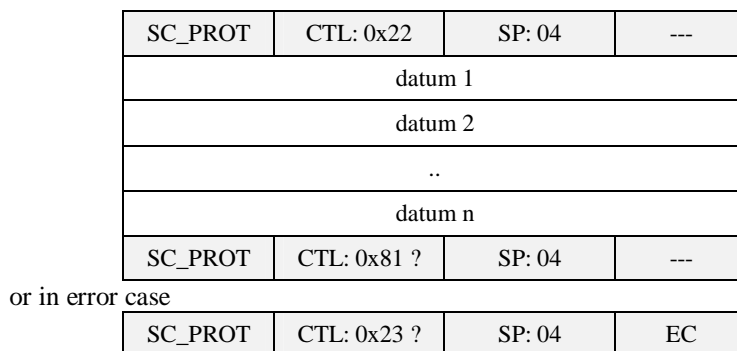 SC_PROT CTL: 0x22 SP: 04 ---
datum 1
datum 2
..
datum n
SC_PROT CTL: 0x81 ? SP: 04 ---
or in error case
SC_PROT CTL: 0x23 ? SP: 04 EC